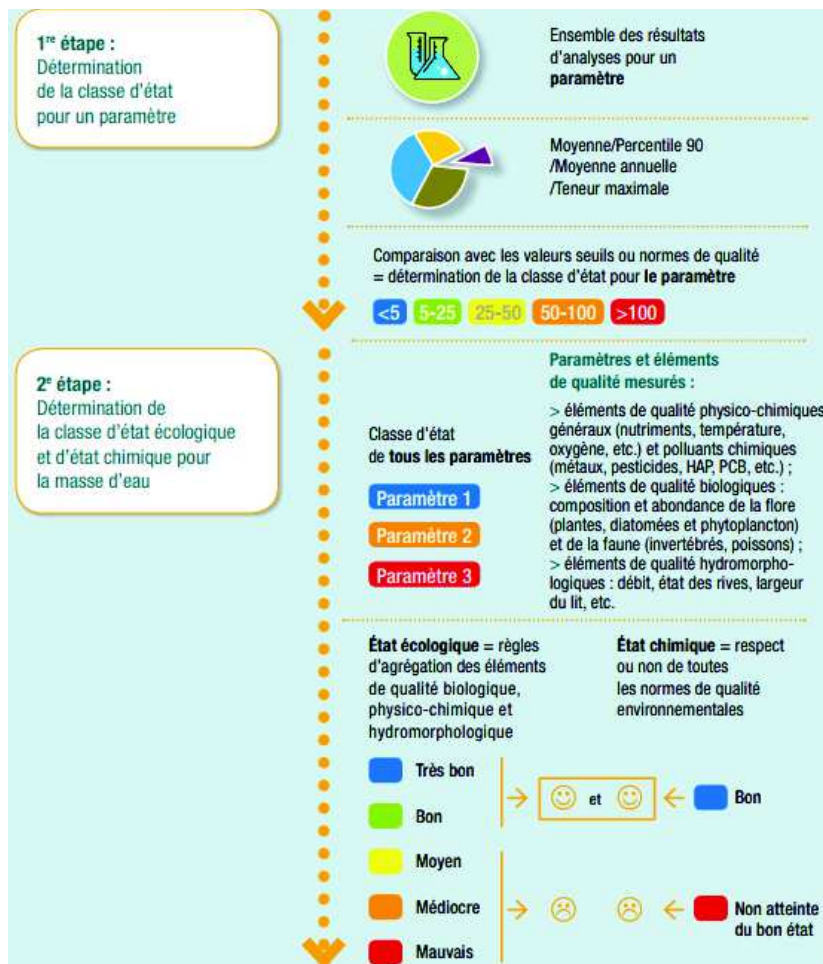 1re étape :
Détermination
de la classe d'état
pour un paramètre
Ensemble des résultats
d'analyses pour un
paramètre
Moyenne/Percentile 90
/Moyenne annuelle
/Teneur maximale
Comparaison avec les valeurs seuils ou normes de qualité
= détermination de la classe d'état pour le paramètre
<5 5-25 25-50 50-100 >100
2e étape :
Détermination de
la classe d'état écologique
et d'état chimique pour
la masse d'eau
Classe d'état
de tous les paramètres
Paramètre 1
Paramètre 2
Paramètre 3
Paramètres et éléments
de qualité mesurés :
> éléments de qualité physico-chimiques
généraux (nutriments, température,
oxygène, etc.) et polluants chimiques
(métaux, pesticides, HAP, PCB, etc.) ;
> éléments de qualité biologiques :
composition et abondance de la flore
(plantes, diatomées et phytoplancton)
et de la faune (invertébrés, poissons) ;
> éléments de qualité hydromorpho-
logiques : débit, état des rives, largeur
du lit, etc.
État écologique = règles
d'agrégation des éléments
de qualité biologique,
physico-chimique et
hydromorphologique
État chimique = respect
ou non de toutes
les normes de qualité
environnementales
Très bon
Bon
Moyen
Médiocre
Mauvais
et
Bon
Non atteinte
du bon état